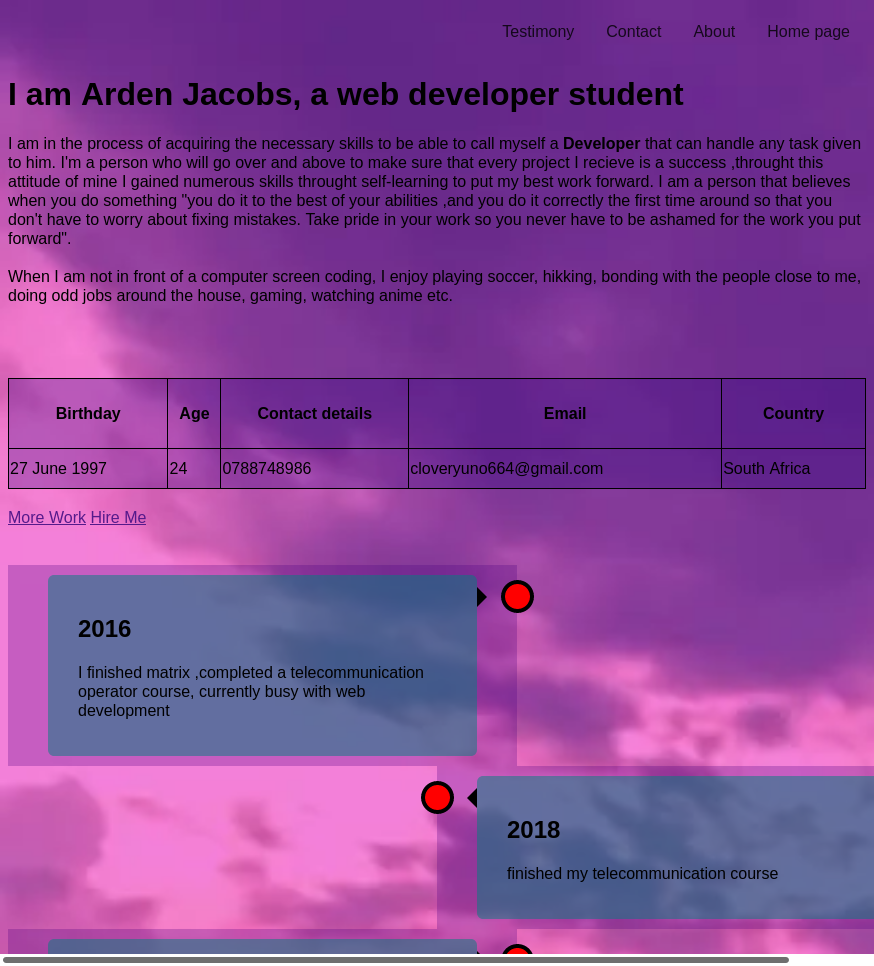 Testimony Contact About Home page
I am Arden Jacobs, a web developer student
I am in the process of acquiring the necessary skills to be able to call myself a Developer that can handle any task given
to him. I'm a person who will go over and above to make sure that every project I recieve is a success ,throught this
attitude of mine I gained numerous skills throught self-learning to put my best work forward. I am a person that believes
when you do something "you do it to the best of your abilities ,and you do it correctly the first time around so that you
don't have to worry about fixing mistakes. Take pride in your work so you never have to be ashamed for the work you put
forward".
When I am not in front of a computer screen coding, I enjoy playing soccer, hikking, bonding with the people close to me,
doing odd jobs around the house, gaming, watching anime etc.
Birthday Age Contact details Email Country
27 June 1997 24 0788748986 cloveryuno664@gmail.com South Africa
More Work Hire Me
2016
I finished matrix ,completed a telecommunication
operator course, currently busy with web
development
2018
finished my telecommunication course